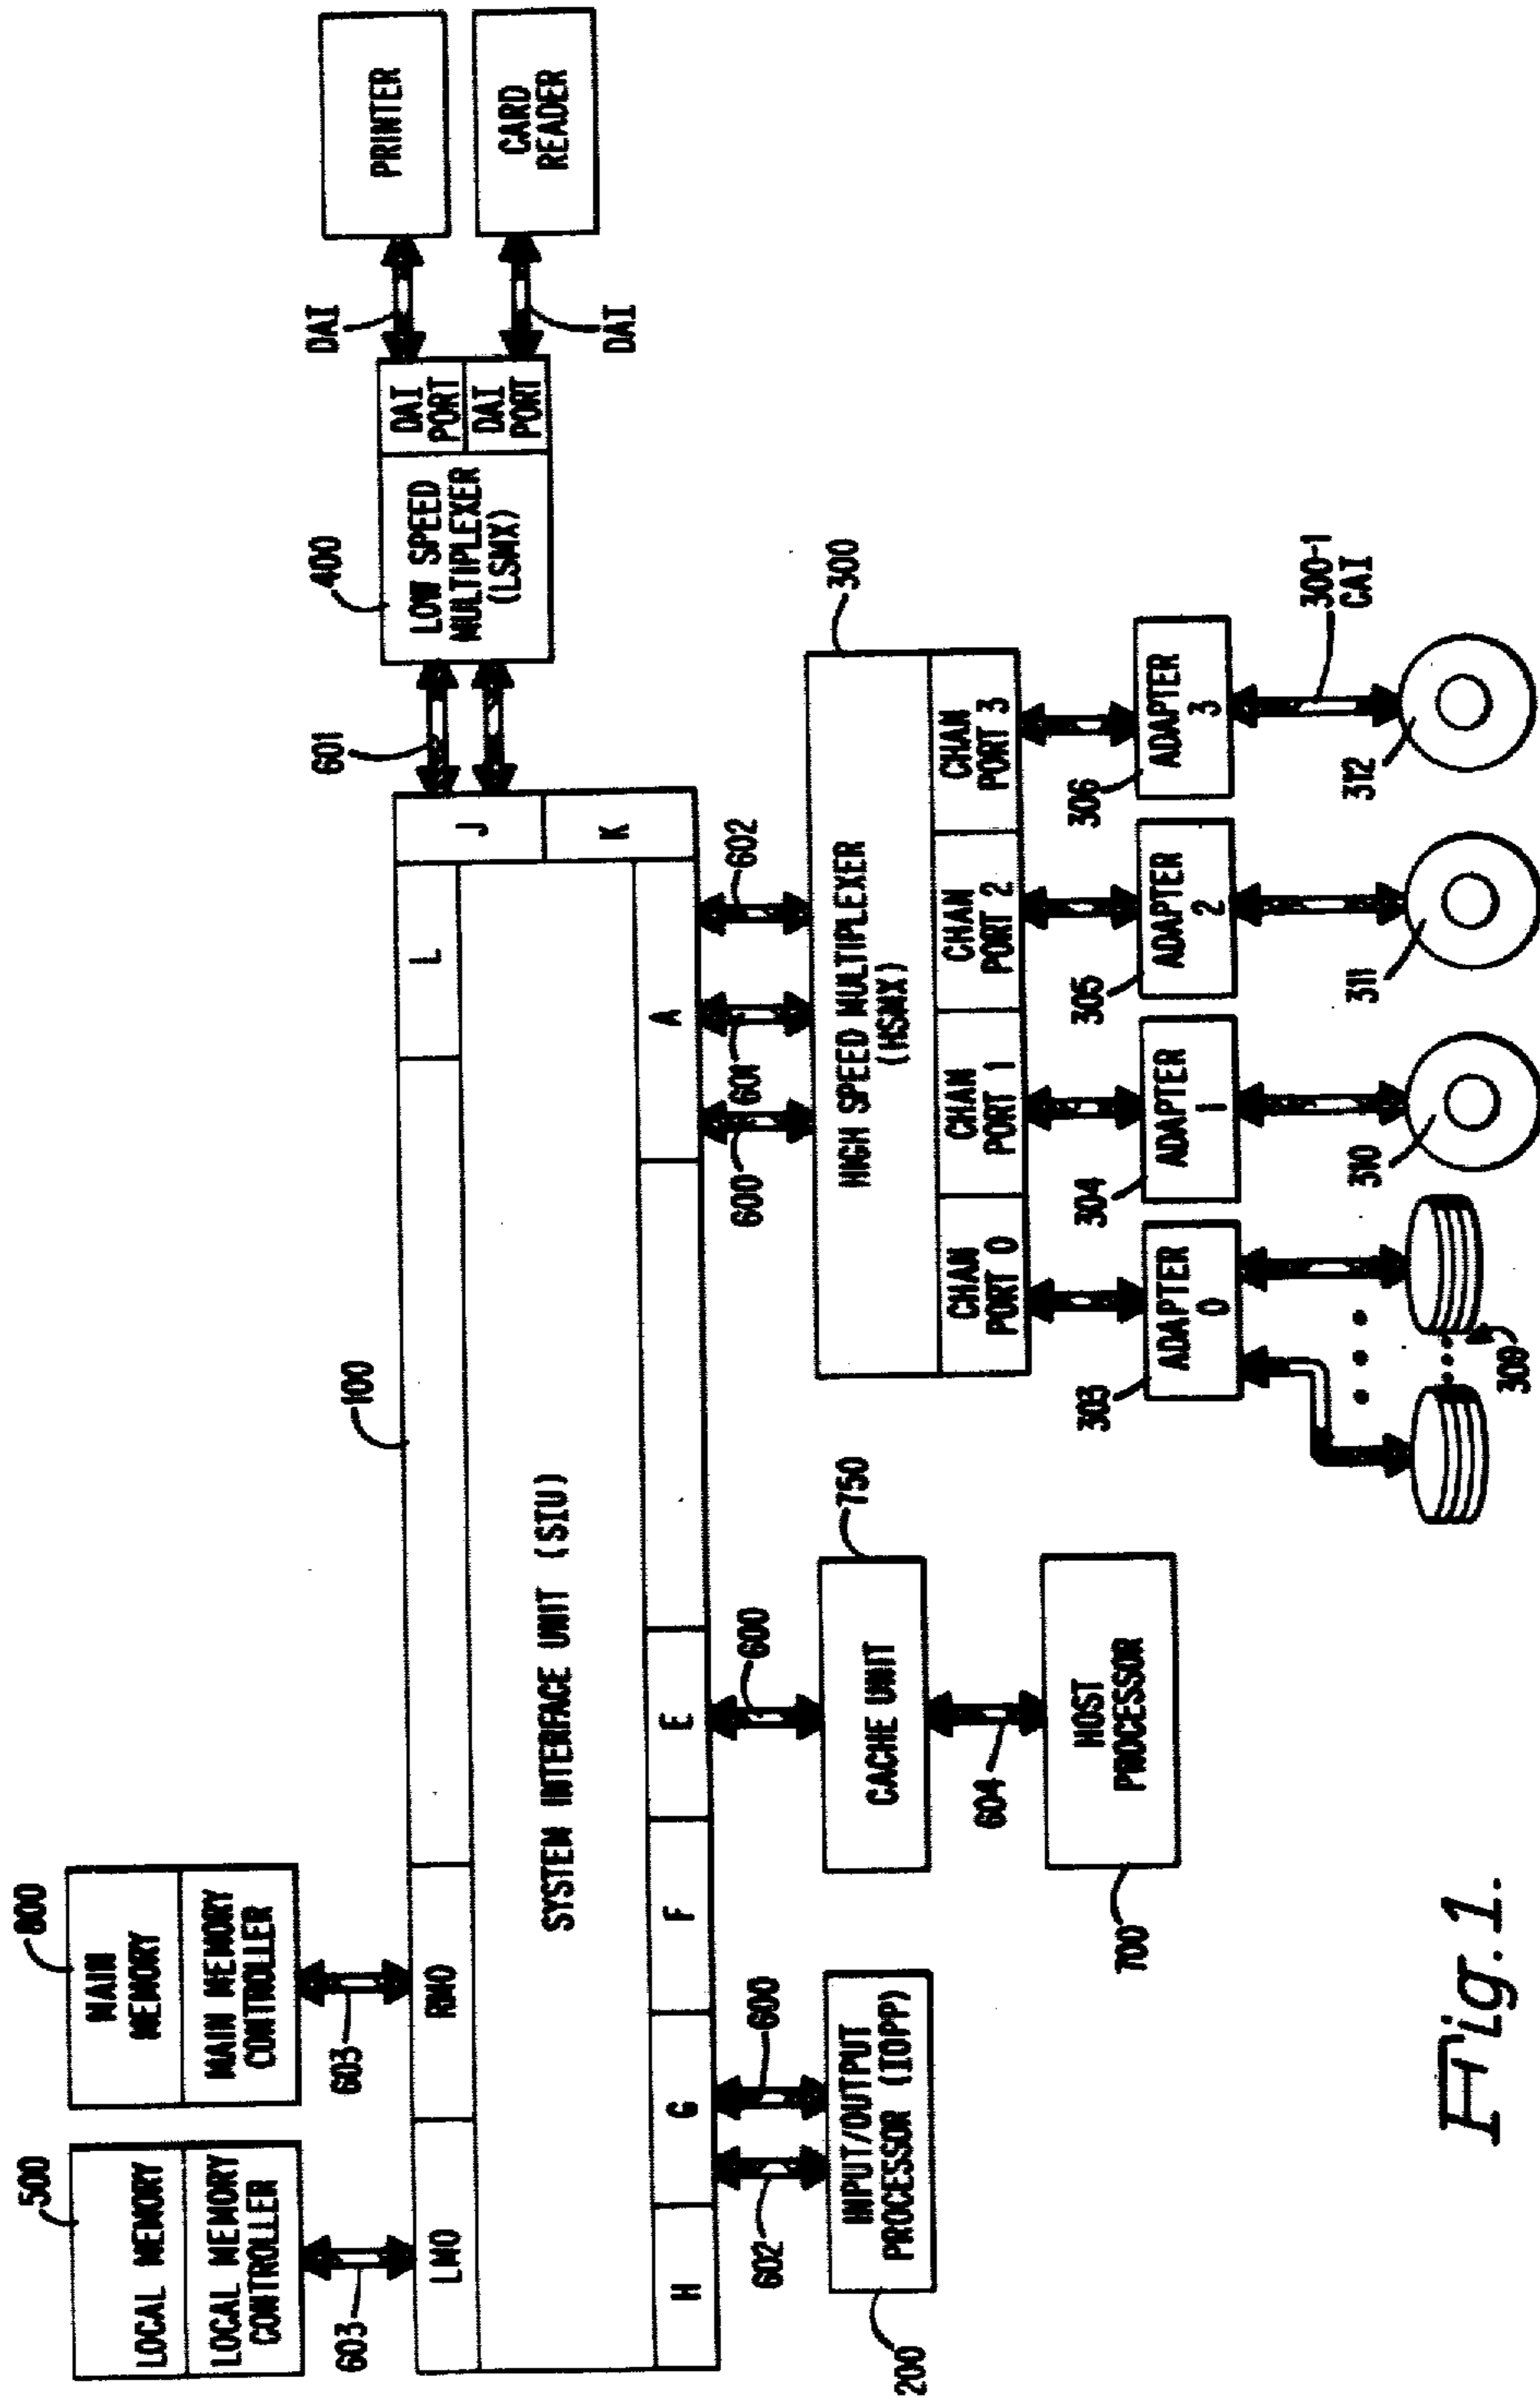 500
LOCAL MEMORY
LOCAL MEMORY
CONTROLLER
603
800
MAIN
MEMORY
MAIN MEMORY
CONTROLLER
603
100
LMO
RMO
L
J
K
SYSTEM INTERFACE UNIT (SIU)
H
G
F
E
A
601
400
LOW SPEED
MULTIPLEXER
(LSMX)
DAI
PORT
DAI
PORT
DAI
DAI
PRINTER
CARD
READER
602
600
200
INPUT/OUTPUT
PROCESSOR (IOPP)
600
750
CACHE UNIT
604
700
HOST
PROCESSOR
600
601
602
300
HIGH SPEED MULTIPLEXER
(HSMX)
CHAN
PORT 0
CHAN
PORT 1
CHAN
PORT 2
CHAN
PORT 3
303
ADAPTER
0
304
ADAPTER
1
305
ADAPTER
2
306
ADAPTER
3
300-1
CAI
309
310
311
312
Fig. 1.